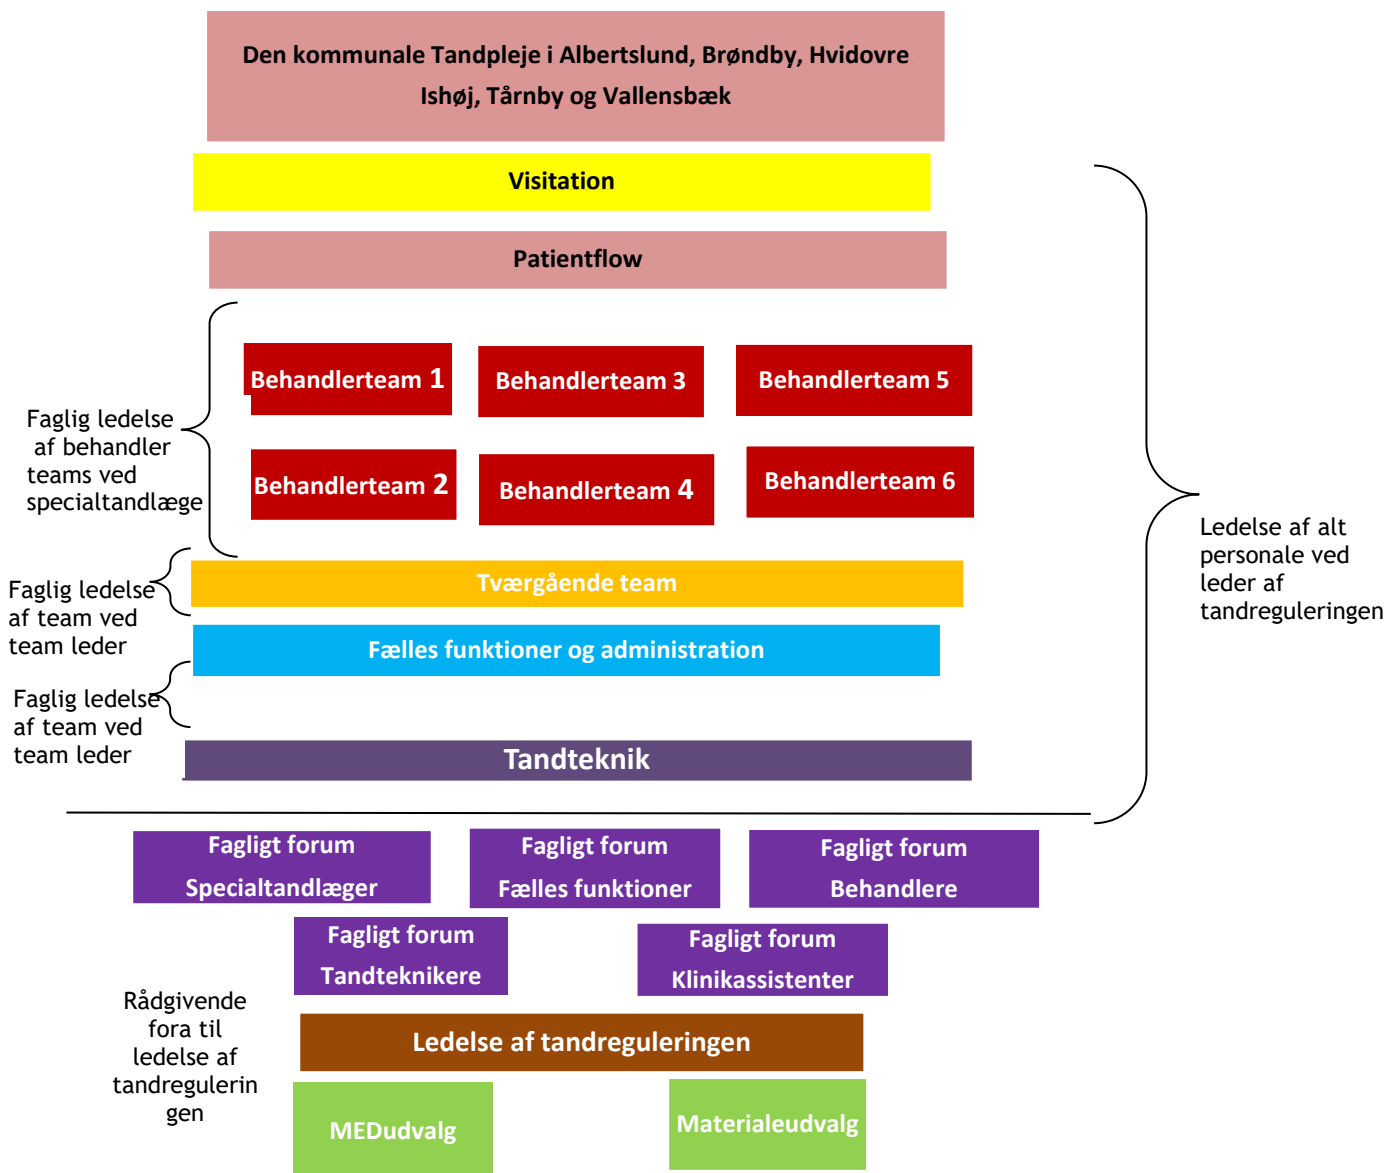 Den kommunale Tandpleje i Albertslund, Brøndby, Hvidovre
Ishøj, Tårnby og Vallensbæk
Visitation
Patientflow
Behandlerteam 1
Behandlerteam 3
Behandlerteam 5
Faglig ledelse
af behandler
teams ved
specialtandlæge
Behandlerteam 2
Behandlerteam 4
Behandlerteam 6
Ledelse af alt
personale ved
leder af
tandreguleringen
Tværgående team
Faglig ledelse
af team ved
team leder
Fælles funktioner og administration
Faglig ledelse
af team ved
team leder
Tandteknik
Fagligt forum
Specialtandlæger
Fagligt forum
Fælles funktioner
Fagligt forum
Behandlere
Fagligt forum
Tandteknikere
Fagligt forum
Klinikassistenter
Rådgivende
fora til
ledelse af
tandregulerin
gen
Ledelse af tandreguleringen
MEDudvalg
Materialeudvalg